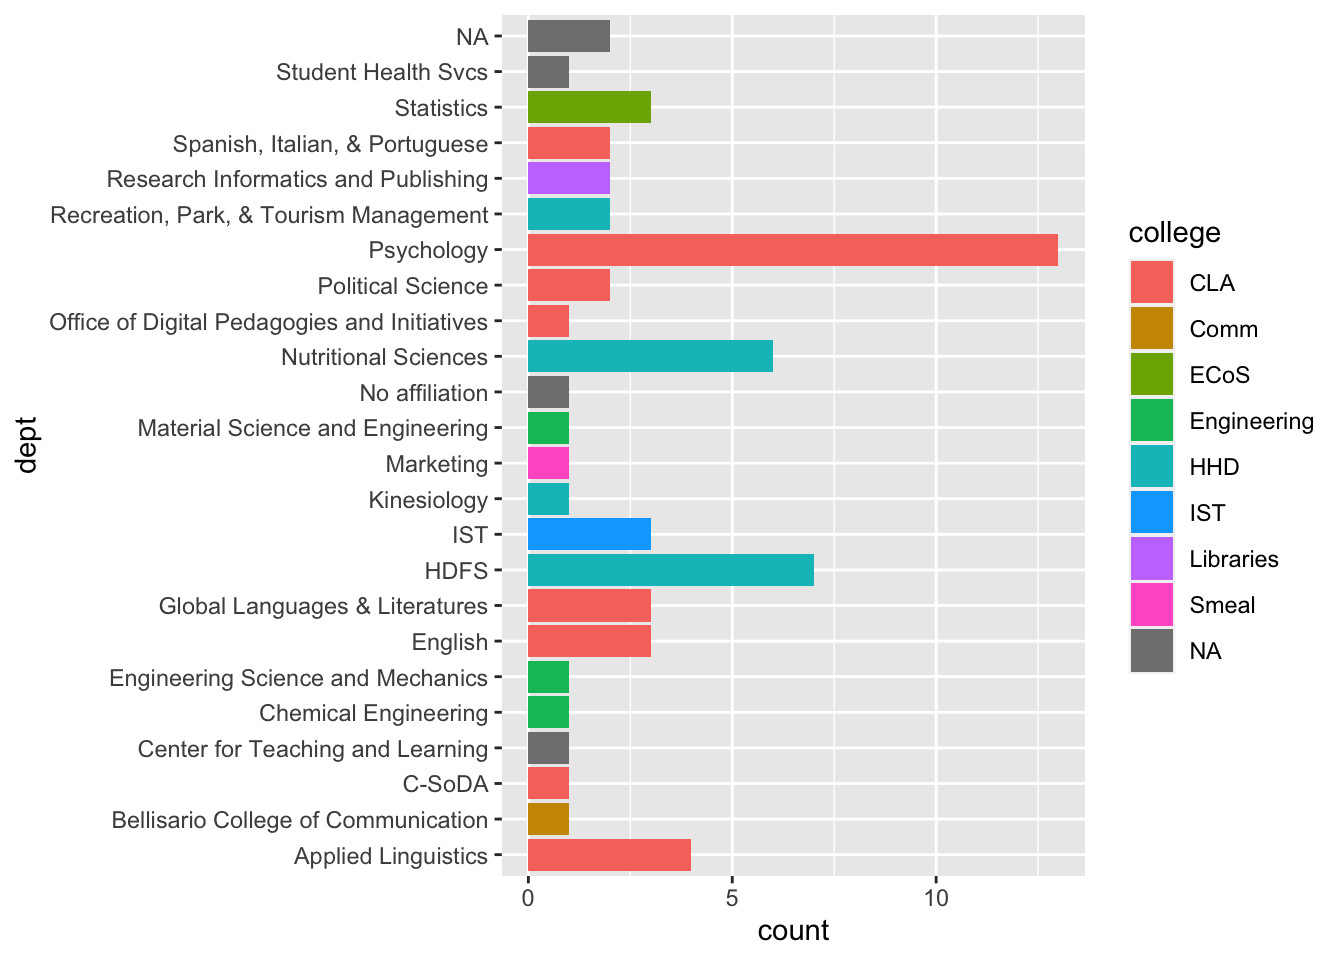 NA
Student Health Svcs
Statistics
Spanish, Italian, & Portuguese
Research Informatics and Publishing
Recreation, Park, & Tourism Management
Psychology
Political Science
Office of Digital Pedagogies and Initiatives
Nutritional Sciences
No affiliation
Material Science and Engineering
Marketing
Kinesiology
IST
HDFS
Global Languages & Literatures
English
Engineering Science and Mechanics
Chemical Engineering
Center for Teaching and Learning
C-SoDA
Bellisario College of Communication
Applied Linguistics
dept
0 5 10
count
college
CLA
Comm
ECoS
Engineering
HHD
IST
Libraries
Smeal
NA